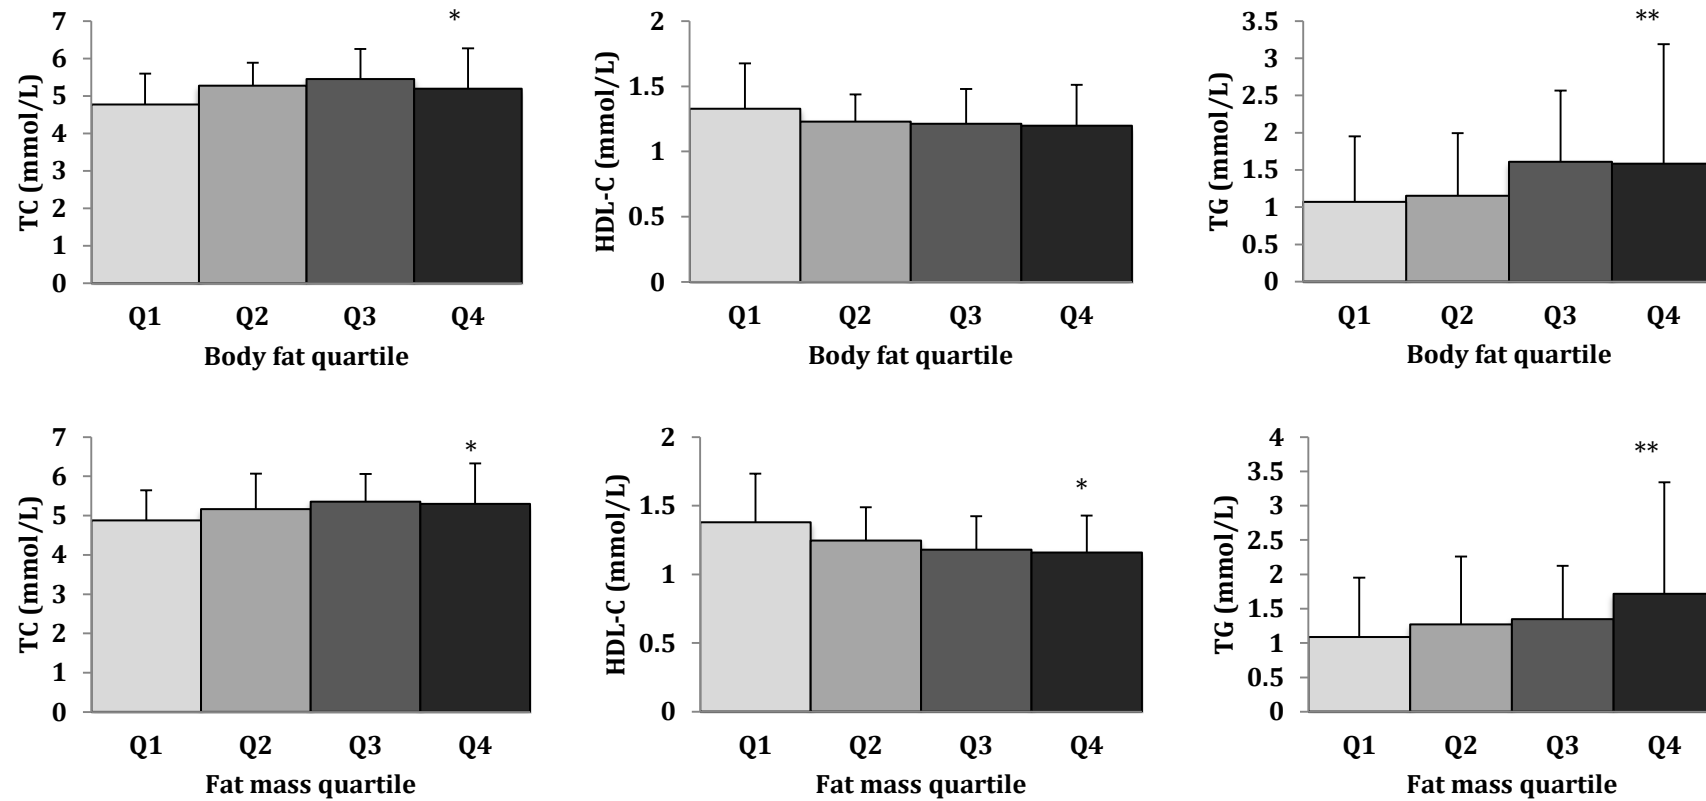 TC (mmol/L)
7
6
5
4
3
2
1
0
*
Q1 Q2 Q3 Q4
Body fat quartile
HDL-C (mmol/L)
2
1.5
1
0.5
0
Q1 Q2 Q3 Q4
Body fat quartile
TG (mmol/L)
3.5
3
2.5
2
1.5
1
0.5
0
**
Q1 Q2 Q3 Q4
Body fat quartile
TC (mmol/L)
7
6
5
4
3
2
1
0
*
Q1 Q2 Q3 Q4
Fat mass quartile
HDL-C (mmol/L)
2
1.5
1
0.5
0
*
Q1 Q2 Q3 Q4
Fat mass quartile
TG (mmol/L)
4
3.5
3
2.5
2
1.5
1
0.5
0
**
Q1 Q2 Q3 Q4
Fat mass quartile